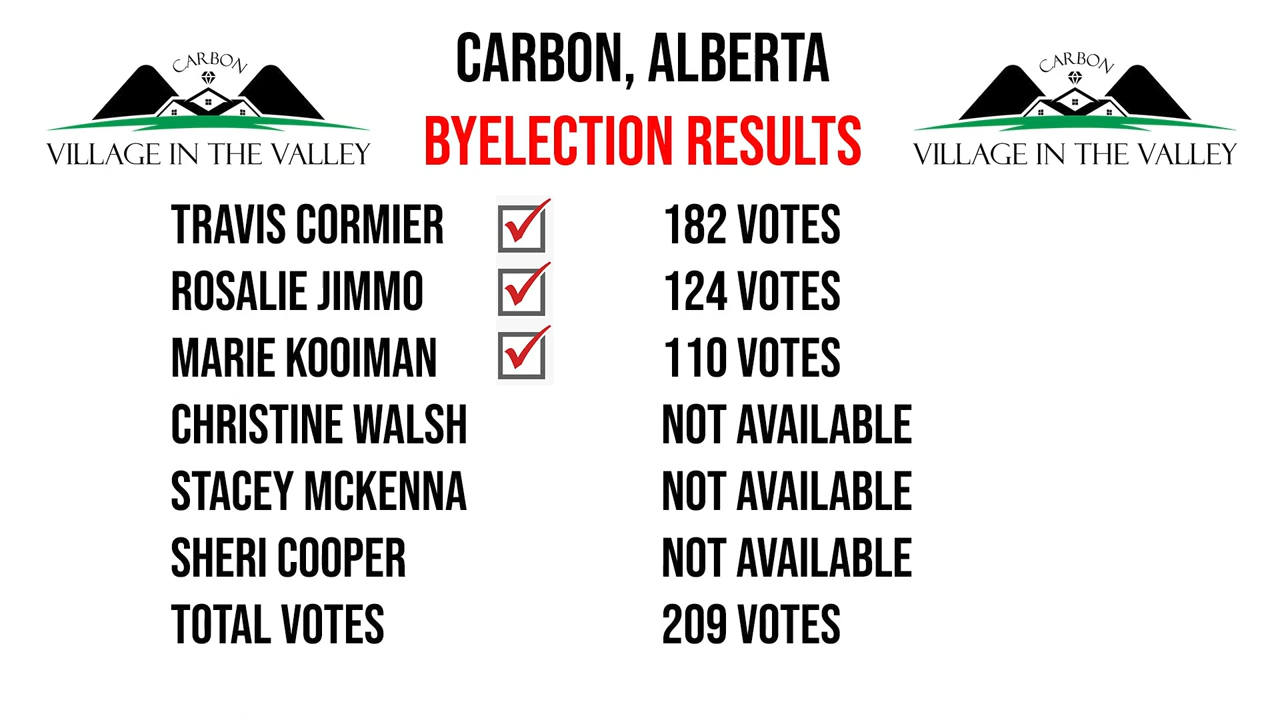 CARBON
VILLAGE IN THE VALLEY
CARBON, ALBERTA
BYELECTION RESULTS
CARBON
VILLAGE IN THE VALLEY
TRAVIS CORMIER 182 VOTES
ROSALIE JIMMO 124 VOTES
MARIE KOOIMAN 110 VOTES
CHRISTINE WALSH NOT AVAILABLE
STACEY MCKENNA NOT AVAILABLE
SHERI COOPER NOT AVAILABLE
TOTAL VOTES 209 VOTES